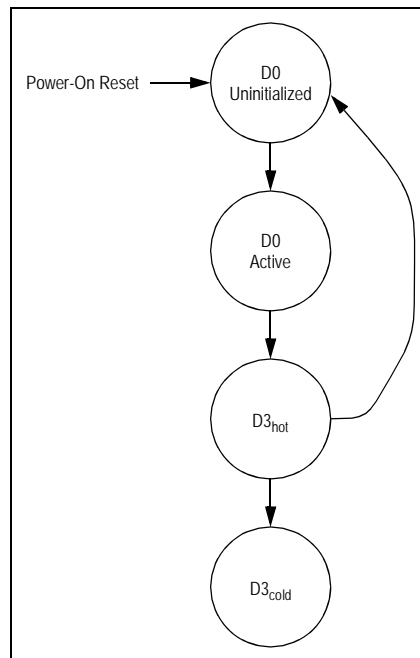 D0
Uninitialized
Power-On Reset
D0
Active
D3hot
D3cold